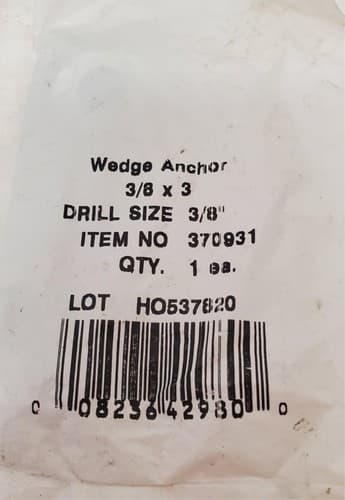 Wedge Anchor
3/8 x 3
DRILL SIZE 3/8"
ITEM NO 370931
QTY. 1 ea.
LOT HO537820
0 08236 42980 0